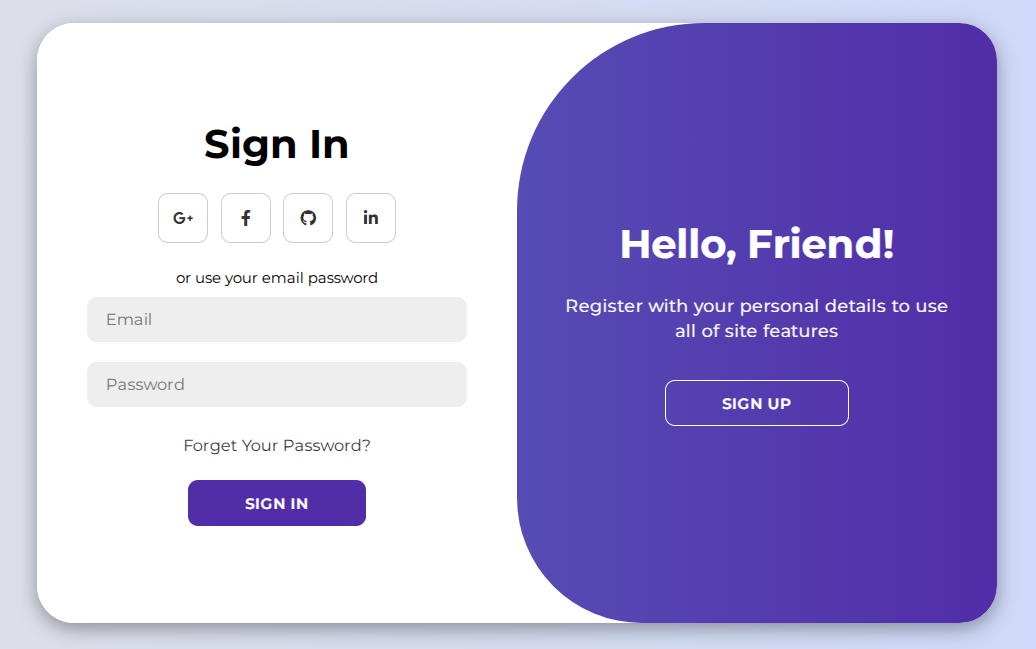 Sign In
G+
f
in
or use your email password
Email
Password
Forget Your Password?
SIGN IN
Hello, Friend!
Register with your personal details to use
all of site features
SIGN UP